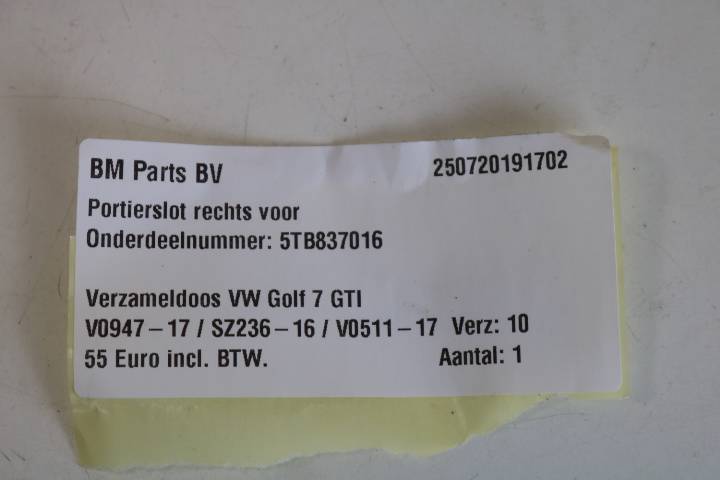 BM Parts BV 250720191702
Portierslot rechts voor
Onderdeelnummer: 5TB837016
Verzameldoos VW Golf 7 GTI
V0947-17 / SZ236-16 / V0511-17 Verz: 10
55 Euro incl. BTW. Aantal: 1